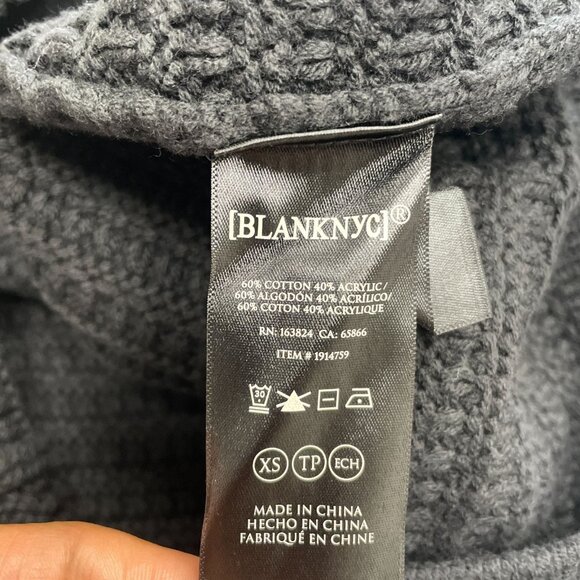 [BLANKNYC]®
60% COTTON 40% ACRYLIC/
60% ALGODÓN 40% ACRÍLICO/
60% COTON 40% ACRYLIQUE
RN: 163824 CA: 65866
ITEM # 1914759
30
XS TP ECH
MADE IN CHINA
HECHO EN CHINA
FABRIQUÉ EN CHINE